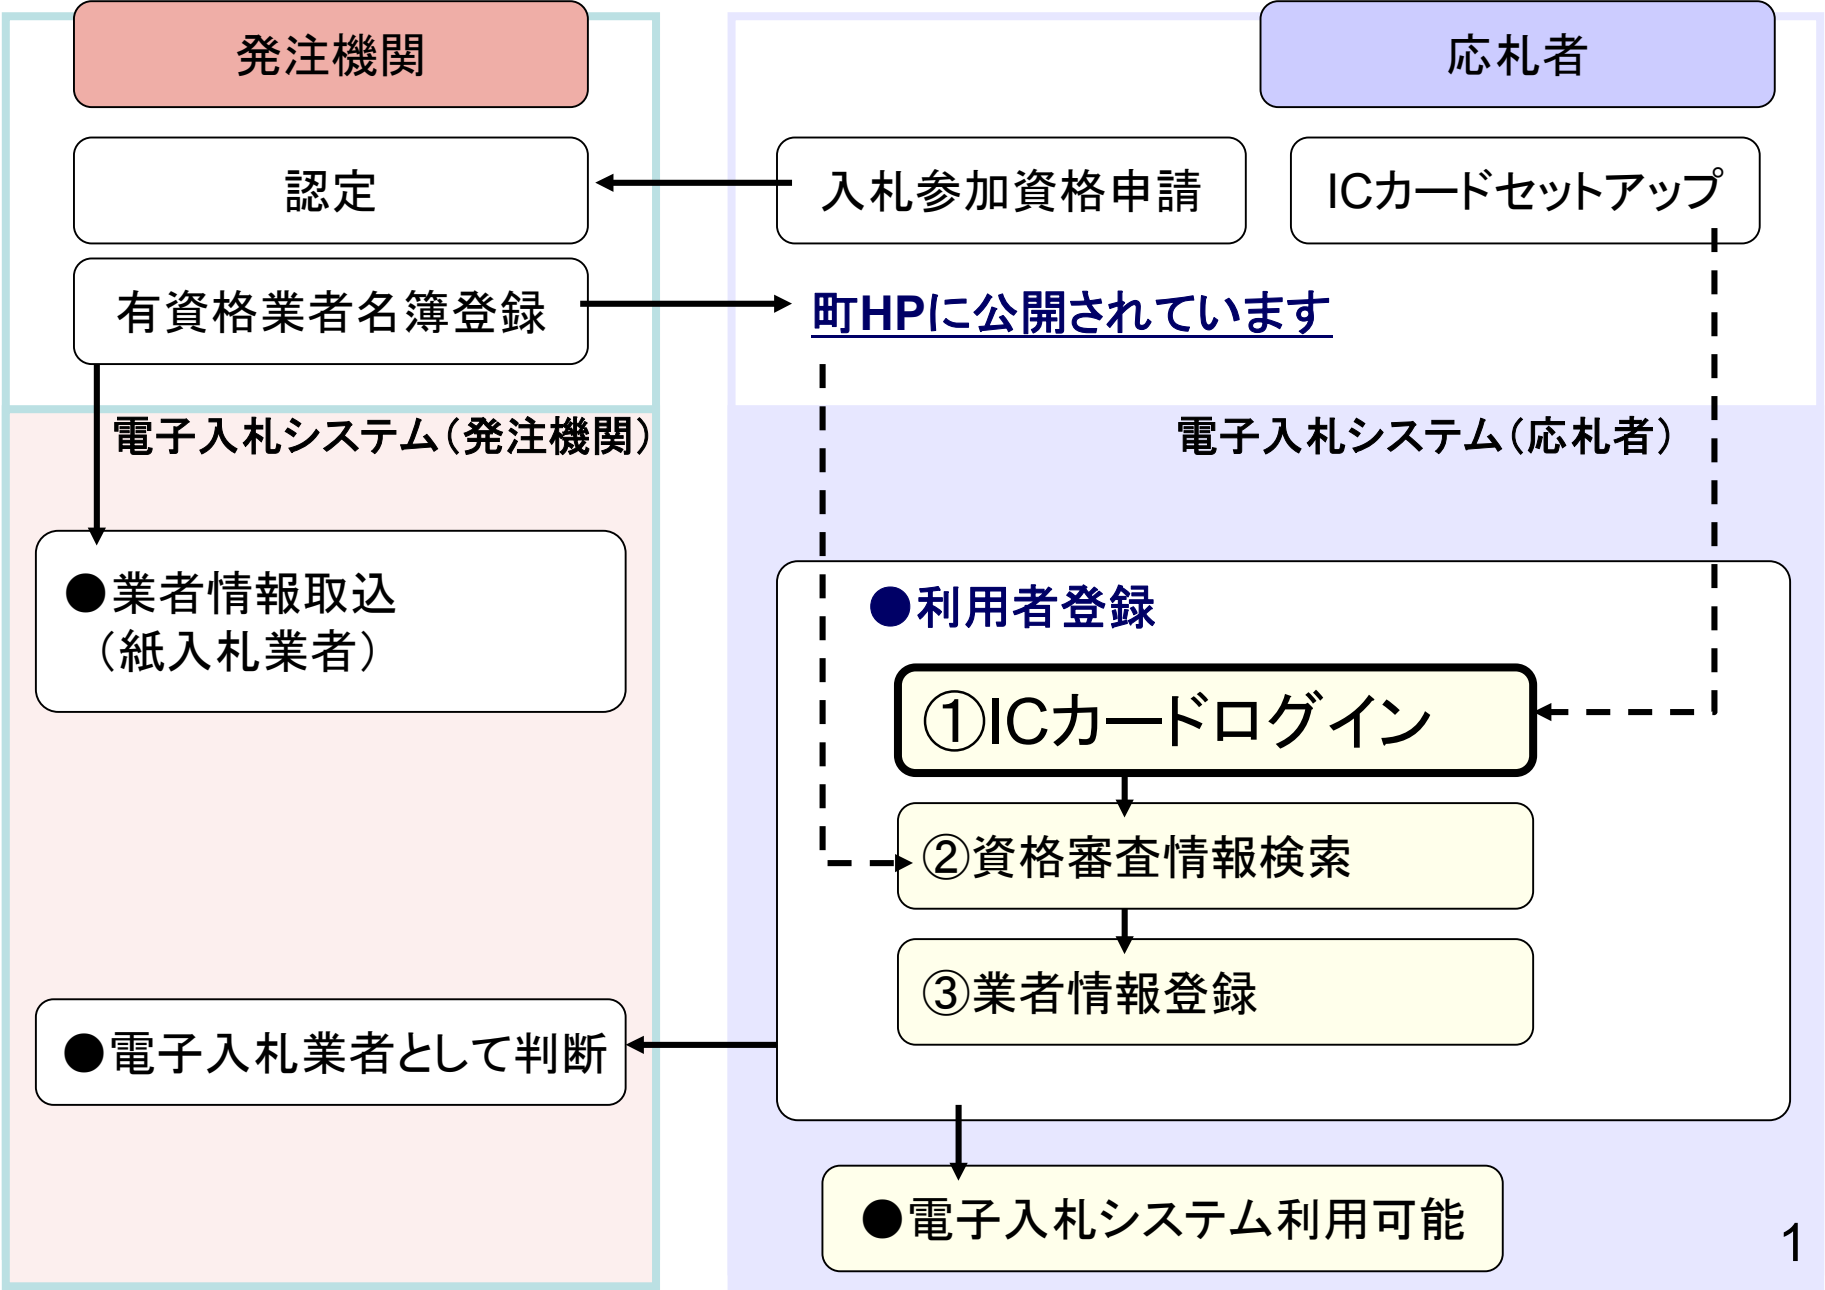 発注機関
応札者
認定
入札参加資格申請
ICカードセットアップ
有資格業者名簿登録
町HPに公開されています
電子入札システム（発注機関）
電子入札システム（応札者）
●業者情報取込
（紙入札業者）
●利用者登録
①ICカードログイン
②資格審査情報検索
③業者情報登録
●電子入札業者として判断
●電子入札システム利用可能
1